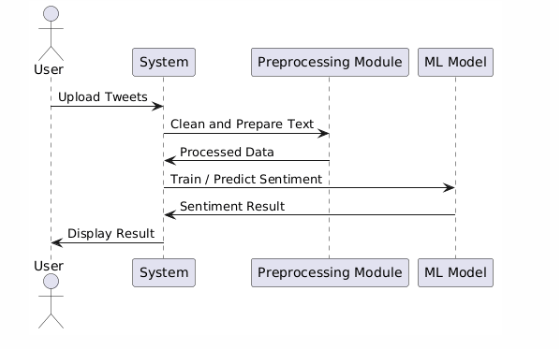 User
System
Preprocessing Module
ML Model
Upload Tweets
Clean and Prepare Text
Processed Data
Train / Predict Sentiment
Sentiment Result
Display Result
User
System
Preprocessing Module
ML Model